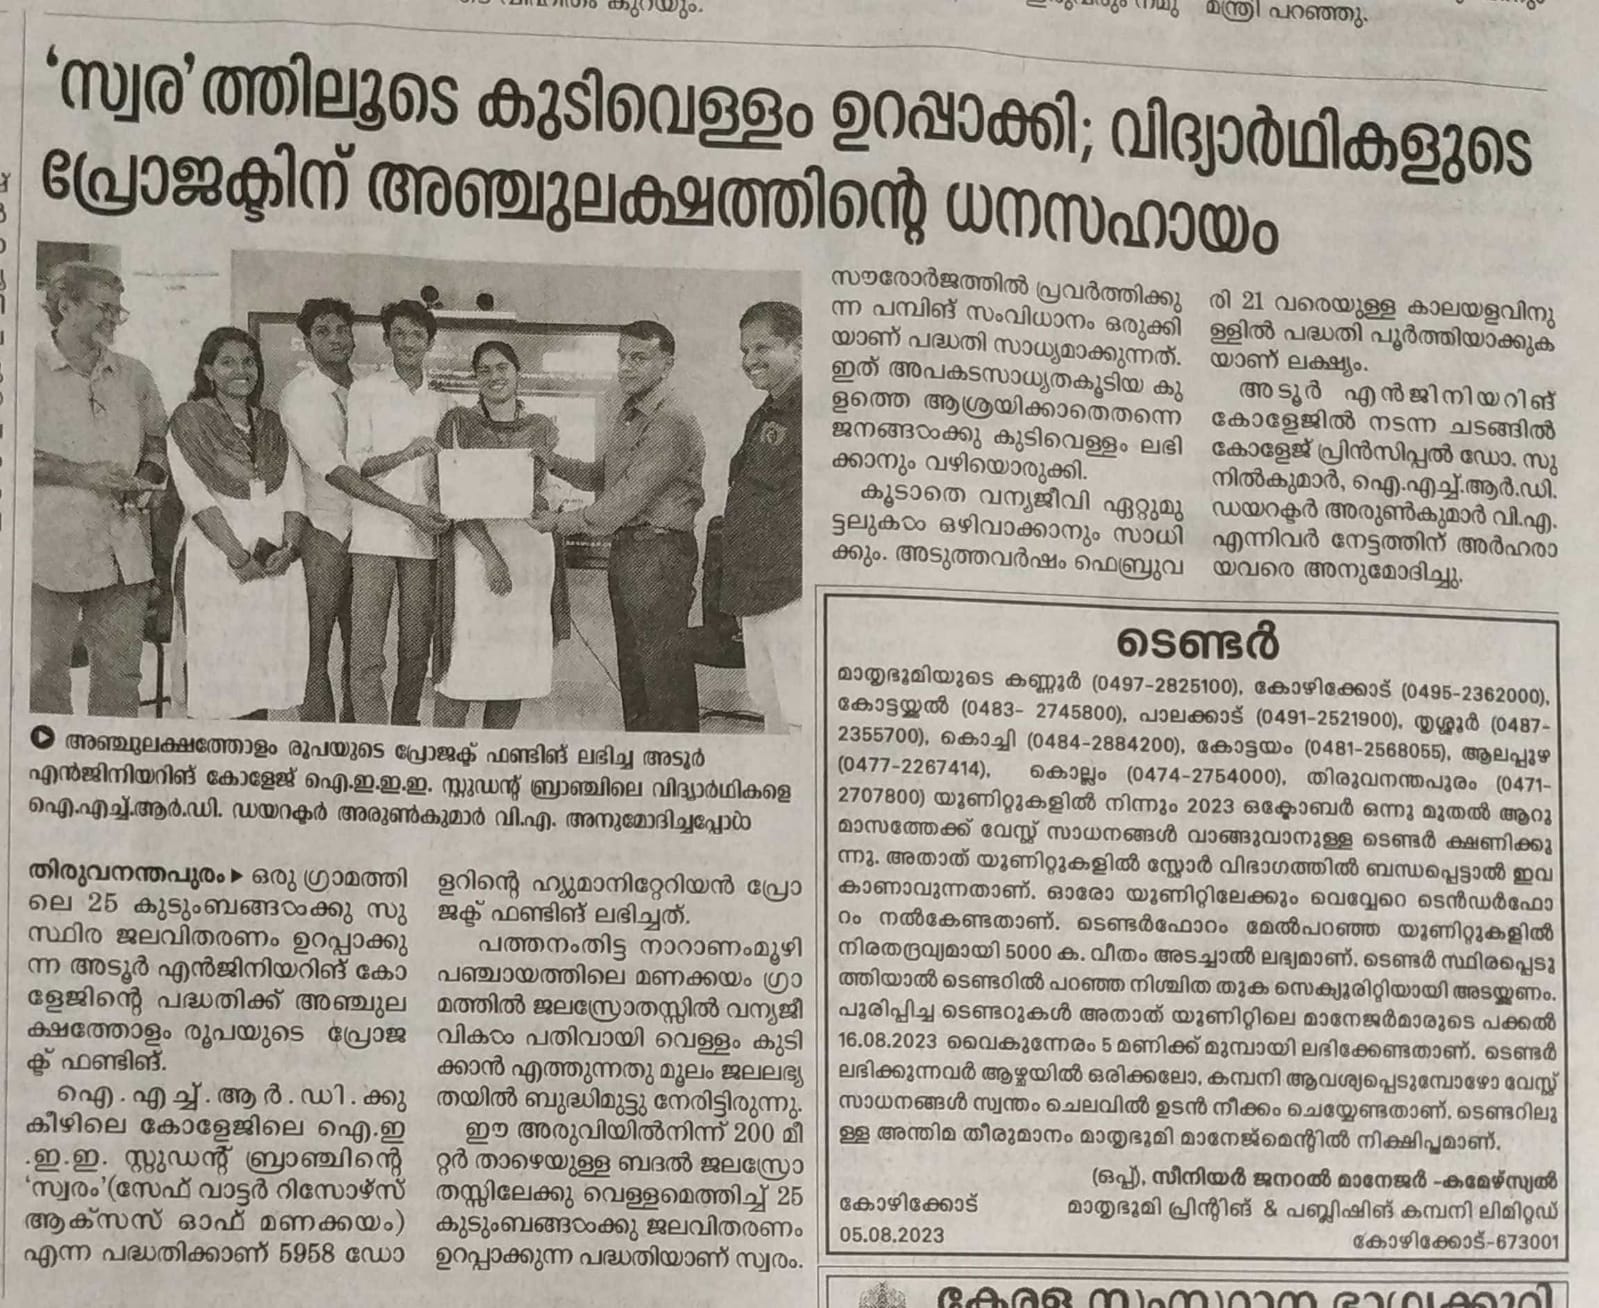 മന്ത്രി പറഞ്ഞു.
‘സ്വര’ത്തിലൂടെ കുടിവെള്ളം ഉറപ്പാക്കി; വിദ്യാർഥികളുടെ
പ്രോജക്ടിന് അഞ്ചുലക്ഷത്തിന്റെ ധനസഹായം
അഞ്ചുലക്ഷത്തോളം രൂപയുടെ പ്രോജക്ട് ഫണ്ടിങ് ലഭിച്ച അടൂർ
എൻജിനിയറിങ് കോളേജ് ഐ.ഇ.ഇ.ഇ. സ്റ്റുഡന്റ് ബ്രാഞ്ചിലെ വിദ്യാർഥികളെ
ഐ.എച്ച്.ആർ.ഡി. ഡയറക്ടർ അരുൺകുമാർ വി.എ. അനുമോദിച്ചപ്പോൾ
തിരുവനന്തപുരം ▸ ഒരു ഗ്രാമത്തി
ലെ 25 കുടുംബങ്ങൾക്കു സു
സ്ഥിര ജലവിതരണം ഉറപ്പാക്കു
ന്ന അടൂർ എൻജിനിയറിങ് കോ
ളേജിന്റെ പദ്ധതിക്ക് അഞ്ചുല
ക്ഷത്തോളം രൂപയുടെ പ്രോജ
ക്ട് ഫണ്ടിങ്.
ഐ.എച്ച്.ആർ.ഡി.ക്കു
കീഴിലെ കോളേജിലെ ഐ.ഇ
.ഇ.ഇ. സ്റ്റുഡന്റ് ബ്രാഞ്ചിന്റെ
‘സ്വരം’(സേഫ് വാട്ടർ റിസോഴ്സ്
ആക്സസ് ഓഫ് മണക്കയം)
എന്ന പദ്ധതിക്കാണ് 5958 ഡോ
ളറിന്റെ ഹ്യുമാനിറ്റേറിയൻ പ്രോ
ജക്ട് ഫണ്ടിങ് ലഭിച്ചത്.
പത്തനംതിട്ട നാറാണംമൂഴി
പഞ്ചായത്തിലെ മണക്കയം ഗ്രാ
മത്തിൽ ജലസ്രോതസ്സിൽ വന്യജീ
വികൾ പതിവായി വെള്ളം കുടി
ക്കാൻ എത്തുന്നതു മൂലം ജലലഭ്യ
തയിൽ ബുദ്ധിമുട്ടു നേരിട്ടിരുന്നു.
ഈ അരുവിയിൽനിന്ന് 200 മീ
റ്റർ താഴെയുള്ള ബദൽ ജലസ്രോ
തസ്സിലേക്കു വെള്ളമെത്തിച്ച് 25
കുടുംബങ്ങൾക്കു ജലവിതരണം
ഉറപ്പാക്കുന്ന പദ്ധതിയാണ് സ്വരം.
സൗരോർജത്തിൽ പ്രവർത്തിക്കു
ന്ന പമ്പിങ് സംവിധാനം ഒരുക്കി
യാണ് പദ്ധതി സാധ്യമാക്കുന്നത്.
ഇത് അപകടസാധ്യതകൂടിയ കു
ളത്തെ ആശ്രയിക്കാതെതന്നെ
ജനങ്ങൾക്കു കുടിവെള്ളം ലഭി
ക്കാനും വഴിയൊരുക്കി.
കൂടാതെ വന്യജീവി ഏറ്റുമു
ട്ടലുകൾ ഒഴിവാക്കാനും സാധി
ക്കും. അടുത്തവർഷം ഫെബ്രുവ
രി 21 വരെയുള്ള കാലയളവിനു
ള്ളിൽ പദ്ധതി പൂർത്തിയാക്കുക
യാണ് ലക്ഷ്യം.
അടൂർ എൻജിനിയറിങ്
കോളേജിൽ നടന്ന ചടങ്ങിൽ
കോളേജ് പ്രിൻസിപ്പൽ ഡോ. സു
നിൽകുമാർ, ഐ.എച്ച്.ആർ.ഡി.
ഡയറക്ടർ അരുൺകുമാർ വി.എ.
എന്നിവർ നേട്ടത്തിന് അർഹരാ
യവരെ അനുമോദിച്ചു.
ടെണ്ടർ
മാതൃഭൂമിയുടെ കണ്ണൂർ (0497-2825100), കോഴിക്കോട് (0495-2362000),
കോട്ടയ്ക്കൽ (0483- 2745800), പാലക്കാട് (0491-2521900), തൃശ്ശൂർ (0487-
2355700), കൊച്ചി (0484-2884200), കോട്ടയം (0481-2568055), ആലപ്പുഴ
(0477-2267414), കൊല്ലം (0474-2754000), തിരുവനന്തപുരം (0471-
2707800) യൂണിറ്റുകളിൽ നിന്നും 2023 ഒക്ടോബർ ഒന്നു മുതൽ ആറു
മാസത്തേക്ക് വേസ്റ്റ് സാധനങ്ങൾ വാങ്ങുവാനുള്ള ടെണ്ടർ ക്ഷണിക്കു
ന്നു. അതാത് യൂണിറ്റുകളിൽ സ്റ്റോർ വിഭാഗത്തിൽ ബന്ധപ്പെട്ടാൽ ഇവ
കാണാവുന്നതാണ്. ഓരോ യൂണിറ്റിലേക്കും വെവ്വേറെ ടെൻഡർഫോ
റം നൽകേണ്ടതാണ്. ടെണ്ടർഫോറം മേൽപറഞ്ഞ യൂണിറ്റുകളിൽ
നിരതദ്രവ്യമായി 5000 ക. വീതം അടച്ചാൽ ലഭ്യമാണ്. ടെണ്ടർ സ്ഥിരപ്പെടു
ത്തിയാൽ ടെണ്ടറിൽ പറഞ്ഞ നിശ്ചിത തുക സെക്യൂരിറ്റിയായി അടയ്ക്കണം.
പൂരിപ്പിച്ച ടെണ്ടറുകൾ അതാത് യൂണിറ്റിലെ മാനേജർമാരുടെ പക്കൽ
16.08.2023 വൈകുന്നേരം 5 മണിക്ക് മുമ്പായി ലഭിക്കേണ്ടതാണ്. ടെണ്ടർ
ലഭിക്കുന്നവർ ആഴ്ചയിൽ ഒരിക്കലോ, കമ്പനി ആവശ്യപ്പെടുമ്പോഴോ വേസ്റ്റ്
സാധനങ്ങൾ സ്വന്തം ചെലവിൽ ഉടൻ നീക്കം ചെയ്യേണ്ടതാണ്. ടെണ്ടറിലു
ള്ള അന്തിമ തീരുമാനം മാതൃഭൂമി മാനേജ്മെന്റിൽ നിക്ഷിപ്തമാണ്.
(ഒപ്പ്), സീനിയർ ജനറൽ മാനേജർ -കമേഴ്സ്യൽ
കോഴിക്കോട് മാതൃഭൂമി പ്രിന്റിങ് & പബ്ലിഷിങ് കമ്പനി ലിമിറ്റഡ്
05.08.2023 കോഴിക്കോട്-673001
കേരള സംസ്ഥാന ഭാഗ്യക്കുറി